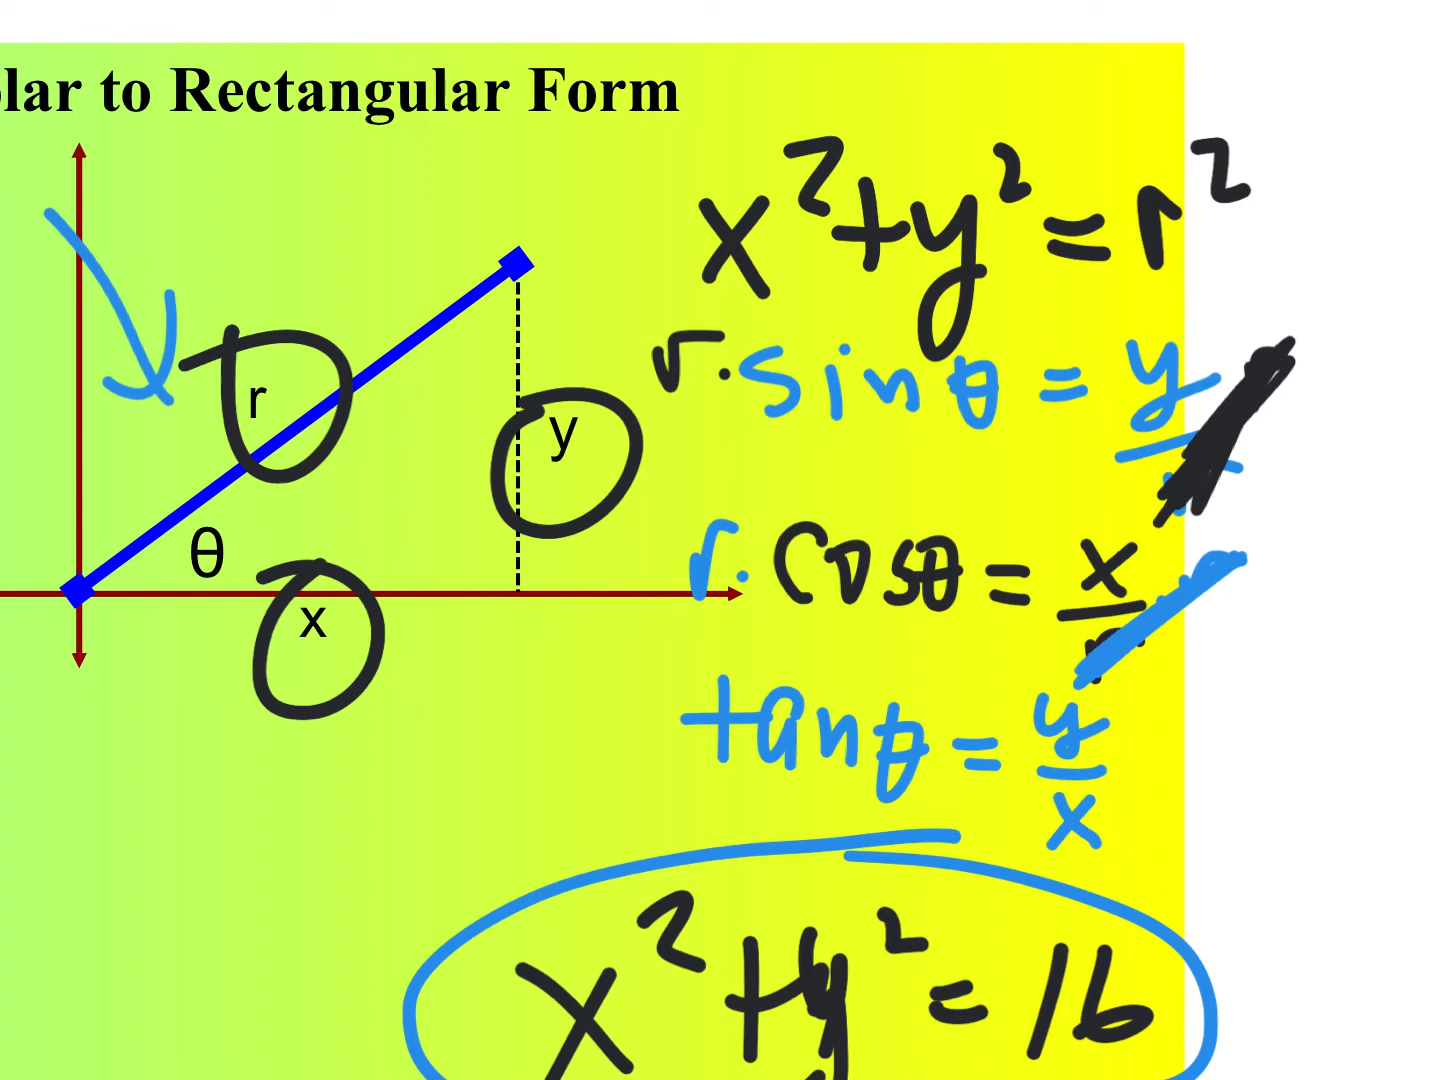 lar to Rectangular Form
x²+y²=r²
r
r·sinθ=y
y
θ
r·cosθ=x/r
x
tanθ=y/x
x²+y²=16